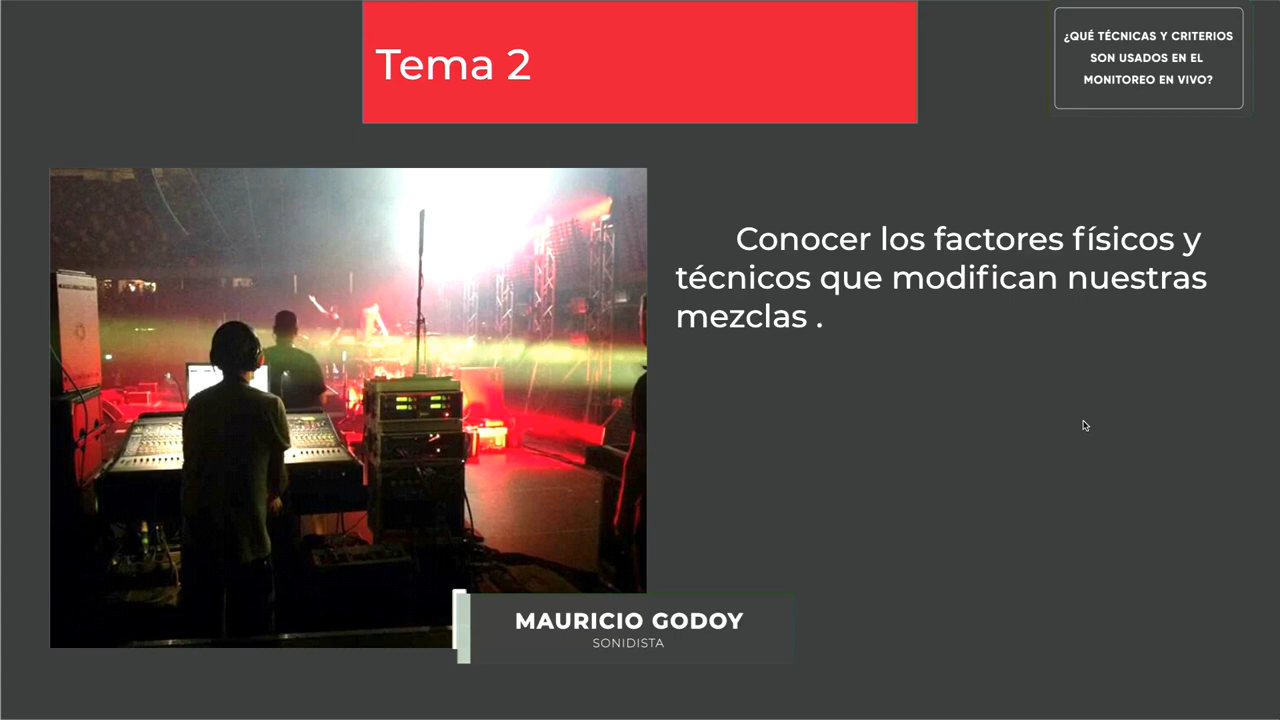 Tema 2
¿QUÉ TÉCNICAS Y CRITERIOS
SON USADOS EN EL
MONITOREO EN VIVO?
Conocer los factores físicos y
técnicos que modifican nuestras
mezclas .
MAURICIO GODOY
SONIDISTA